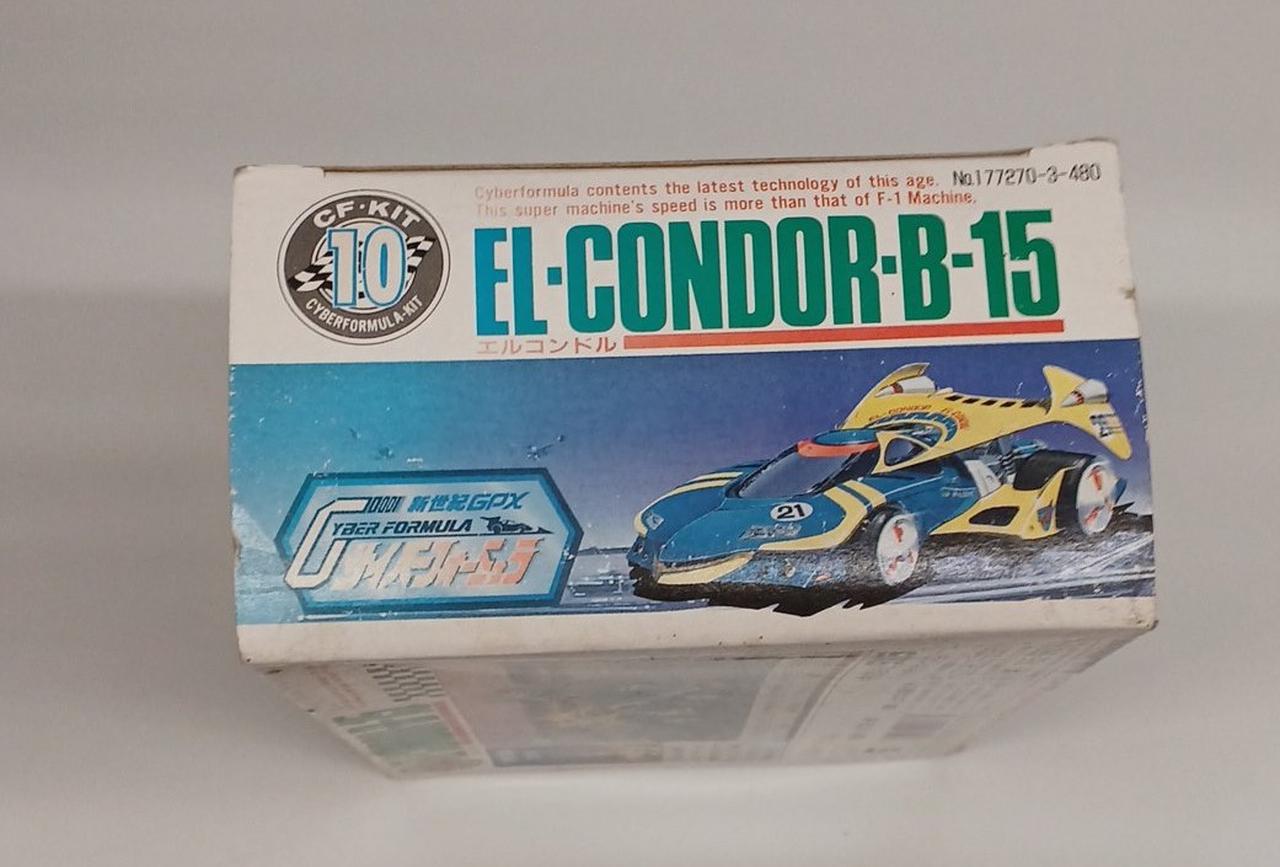 Cyberformula contents the latest technology of this age. No.177270-3-480
This super machine's speed is more than that of F-1 Machine.
CF·KIT
10
CYBERFORMULA-KIT
EL·CONDOR·B-15
エルコンドル
新世紀GPX
CYBER FORMULA
サイバーフォーミュラ
EL-CONDOR
21